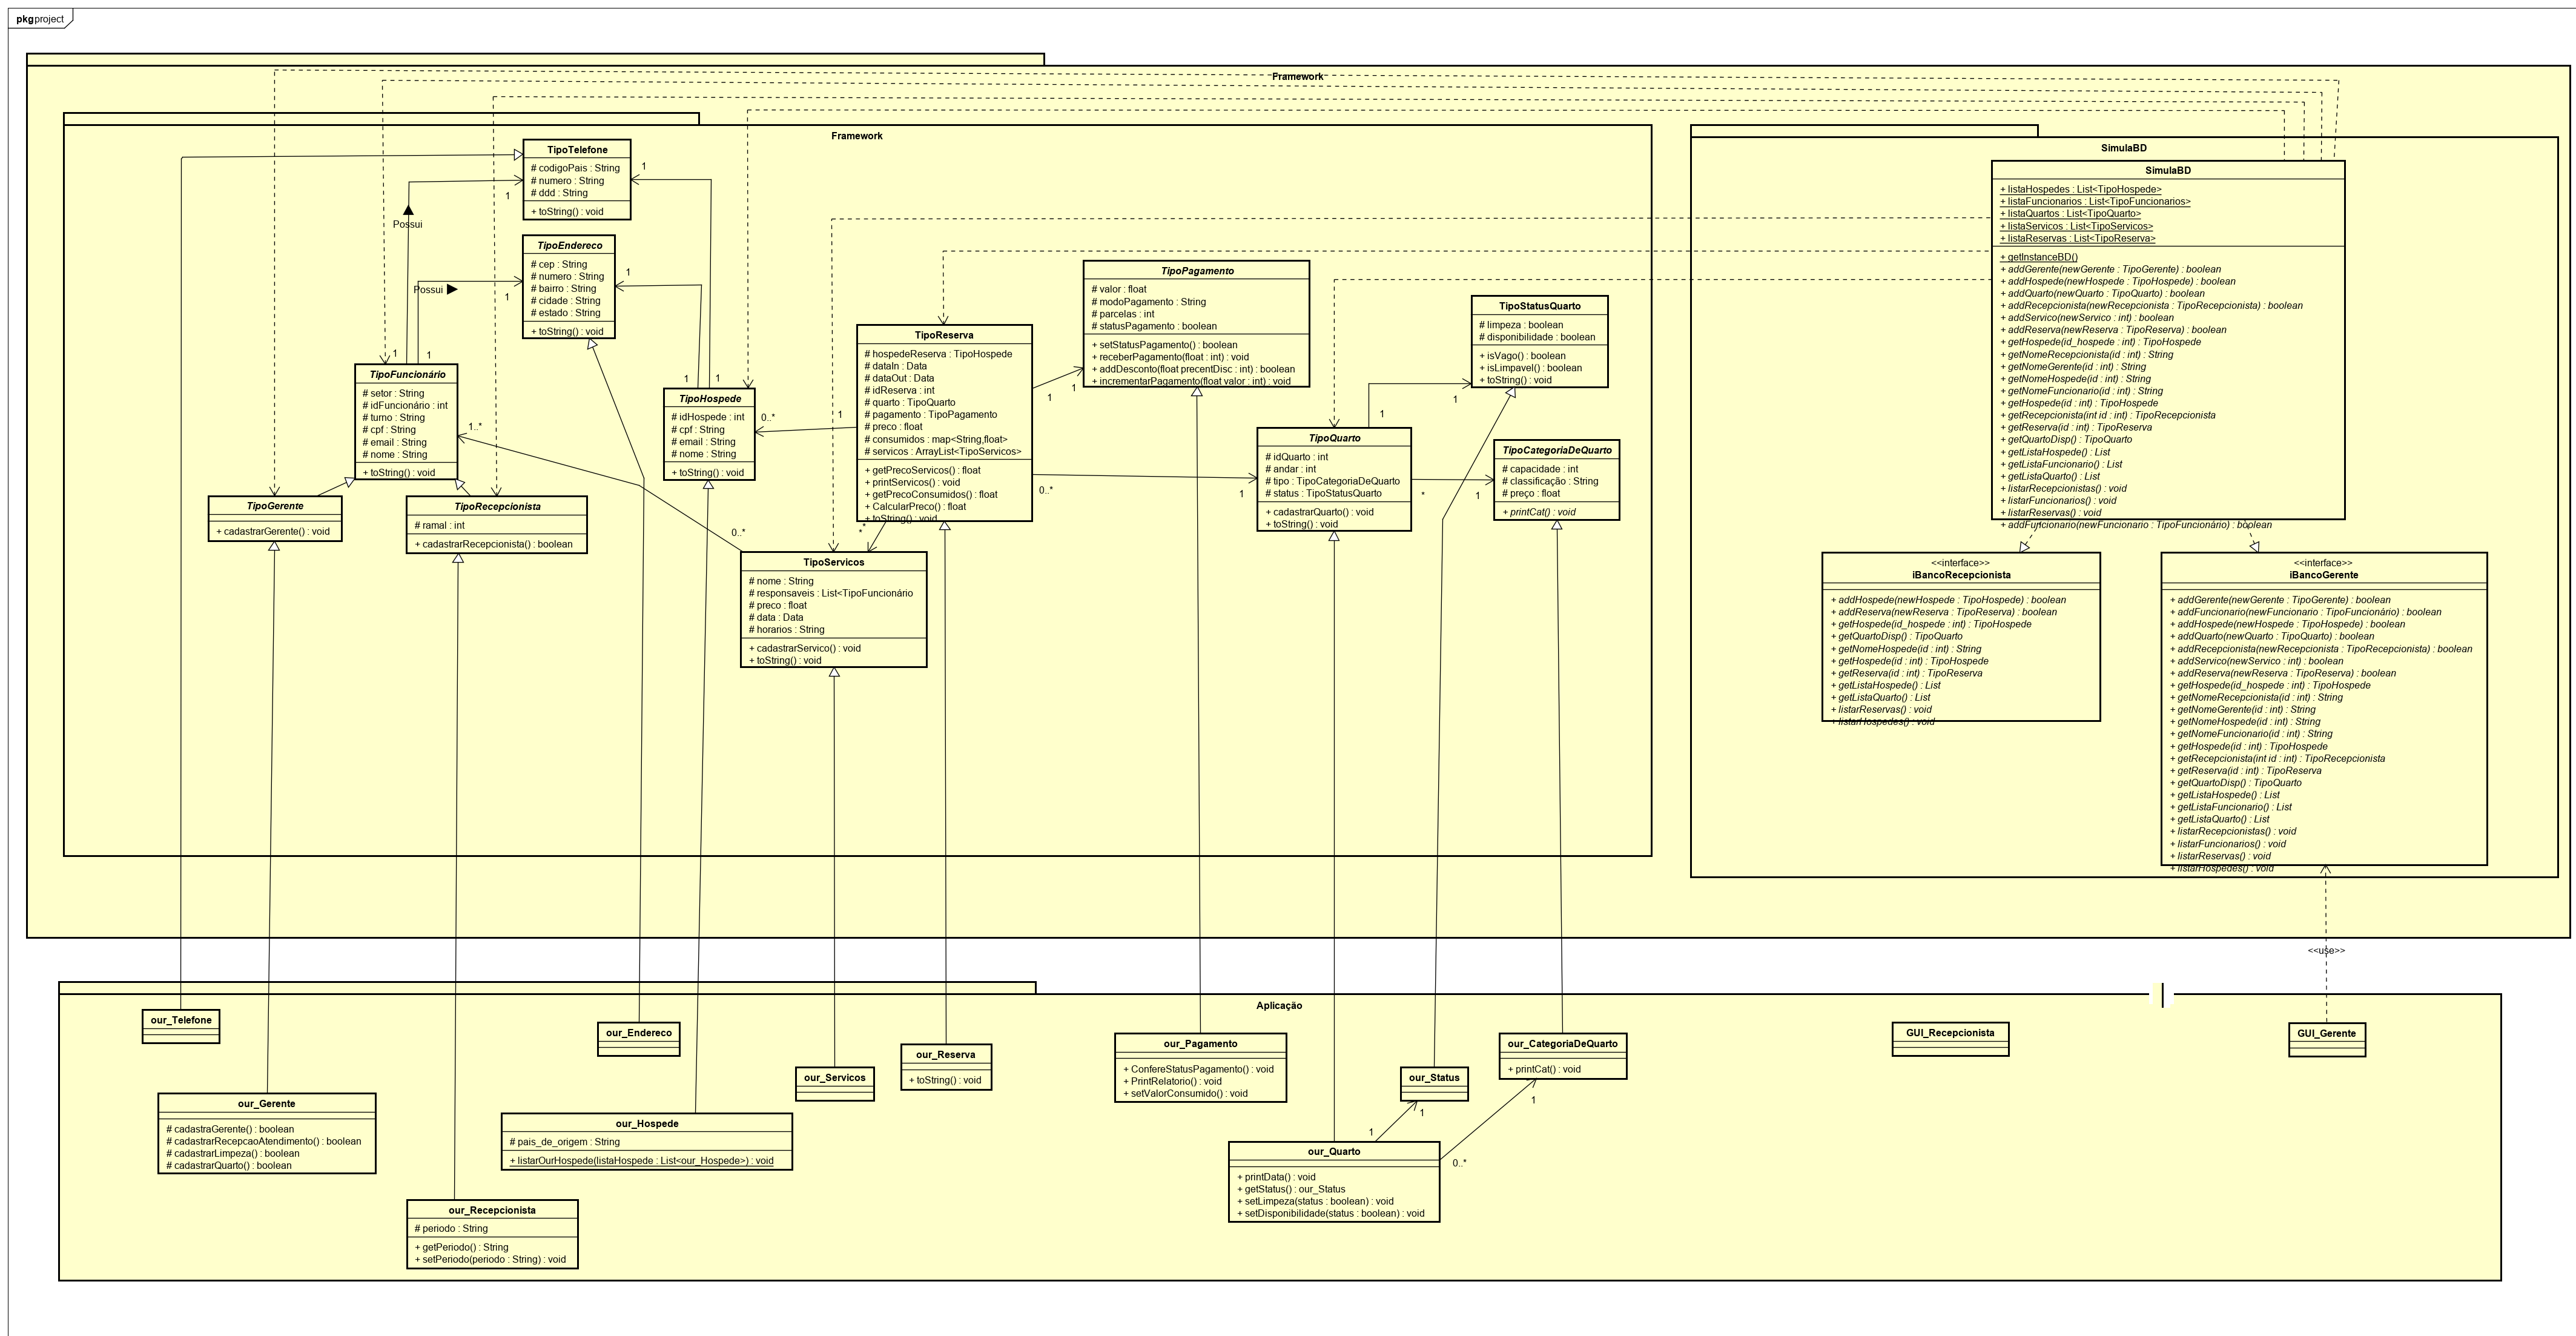 pkg project
Framework
Framework
TipoTelefone
# codigoPais : String
# numero : String
# ddd : String
+ toString() : void
1
1
Possui
TipoEndereco
# cep : String
# numero : String
# bairro : String
# cidade : String
# estado : String
+ toString() : void
1
1
Possui
1
1
TipoFuncionário
# setor : String
# idFuncionário : int
# turno : String
# cpf : String
# email : String
# nome : String
+ toString() : void
1..*
TipoGerente
+ cadastrarGerente() : void
TipoRecepcionista
# ramal : int
+ cadastrarRecepcionista() : boolean
1
1
TipoHospede
# idHospede : int
# cpf : String
# email : String
# nome : String
+ toString() : void
0..*
1
TipoReserva
# hospedeReserva : TipoHospede
# dataIn : Data
# dataOut : Data
# idReserva : int
# quarto : TipoQuarto
# pagamento : TipoPagamento
# preco : float
# consumidos : map<String,float>
# servicos : ArrayList<TipoServicos>
+ getPrecoServicos() : float
+ printServicos() : void
+ getPrecoConsumidos() : float
+ CalcularPreco() : float
+ toString() : void
1
1
0..*
1
*
*
0..*
TipoServicos
# nome : String
# responsaveis : List<TipoFuncionário
# preco : float
# data : Data
# horarios : String
+ cadastrarServico() : void
+ toString() : void
TipoPagamento
# valor : float
# modoPagamento : String
# parcelas : int
# statusPagamento : boolean
+ setStatusPagamento() : boolean
+ receberPagamento(float : int) : void
+ addDesconto(float precentDisc : int) : boolean
+ incrementarPagamento(float valor : int) : void
TipoStatusQuarto
# limpeza : boolean
# disponibilidade : boolean
+ isVago() : boolean
+ isLimpavel() : boolean
+ toString() : void
1
1
TipoQuarto
# idQuarto : int
# andar : int
# tipo : TipoCategoriaDeQuarto
# status : TipoStatusQuarto
+ cadastrarQuarto() : void
+ toString() : void
*
1
TipoCategoriaDeQuarto
# capacidade : int
# classificação : String
# preço : float
+ printCat() : void
SimulaBD
SimulaBD
+ listaHospedes : List<TipoHospede>
+ listaFuncionarios : List<TipoFuncionarios>
+ listaQuartos : List<TipoQuarto>
+ listaServicos : List<TipoServicos>
+ listaReservas : List<TipoReserva>
+ getInstanceBD()
+ addGerente(newGerente : TipoGerente) : boolean
+ addHospede(newHospede : TipoHospede) : boolean
+ addQuarto(newQuarto : TipoQuarto) : boolean
+ addRecepcionista(newRecepcionista : TipoRecepcionista) : boolean
+ addServico(newServico : int) : boolean
+ addReserva(newReserva : TipoReserva) : boolean
+ getHospede(id_hospede : int) : TipoHospede
+ getNomeRecepcionista(id : int) : String
+ getNomeGerente(id : int) : String
+ getNomeHospede(id : int) : String
+ getNomeFuncionario(id : int) : String
+ getHospede(id : int) : TipoHospede
+ getRecepcionista(int id : int) : TipoRecepcionista
+ getReserva(id : int) : TipoReserva
+ getQuartoDisp() : TipoQuarto
+ getListaHospede() : List
+ getListaFuncionario() : List
+ getListaQuarto() : List
+ listarRecepcionistas() : void
+ listarFuncionarios() : void
+ listarReservas() : void
+ addFuncionario(newFuncionario : TipoFuncionário) : boolean
<<interface>>
iBancoRecepcionista
+ addHospede(newHospede : TipoHospede) : boolean
+ addReserva(newReserva : TipoReserva) : boolean
+ getHospede(id_hospede : int) : TipoHospede
+ getQuartoDisp() : TipoQuarto
+ getNomeHospede(id : int) : String
+ getHospede(id : int) : TipoHospede
+ getReserva(id : int) : TipoReserva
+ getListaHospede() : List
+ getListaQuarto() : List
+ listarReservas() : void
+ listarHospedes() : void
<<interface>>
iBancoGerente
+ addGerente(newGerente : TipoGerente) : boolean
+ addFuncionario(newFuncionario : TipoFuncionário) : boolean
+ addHospede(newHospede : TipoHospede) : boolean
+ addQuarto(newQuarto : TipoQuarto) : boolean
+ addRecepcionista(newRecepcionista : TipoRecepcionista) : boolean
+ addServico(newServico : int) : boolean
+ addReserva(newReserva : TipoReserva) : boolean
+ getHospede(id_hospede : int) : TipoHospede
+ getNomeRecepcionista(id : int) : String
+ getNomeGerente(id : int) : String
+ getNomeHospede(id : int) : String
+ getNomeFuncionario(id : int) : String
+ getHospede(id : int) : TipoHospede
+ getRecepcionista(int id : int) : TipoRecepcionista
+ getReserva(id : int) : TipoReserva
+ getQuartoDisp() : TipoQuarto
+ getListaHospede() : List
+ getListaFuncionario() : List
+ getListaQuarto() : List
+ listarRecepcionistas() : void
+ listarFuncionarios() : void
+ listarReservas() : void
+ listarHospedes() : void
<<use>>
Aplicação
our_Telefone
our_Gerente
# cadastraGerente() : boolean
# cadastrarRecepcaoAtendimento() : boolean
# cadastrarLimpeza() : boolean
# cadastrarQuarto() : boolean
our_Recepcionista
# periodo : String
+ getPeriodo() : String
+ setPeriodo(periodo : String) : void
our_Endereco
our_Hospede
# pais_de_origem : String
+ listarOurHospede(listaHospede : List<our_Hospede>) : void
our_Servicos
our_Reserva
+ toString() : void
our_Pagamento
+ ConfereStatusPagamento() : void
+ PrintRelatorio() : void
+ setValorConsumido() : void
our_Status
1
1
our_CategoriaDeQuarto
+ printCat() : void
1
0..*
our_Quarto
+ printData() : void
+ getStatus() : our_Status
+ setLimpeza(status : boolean) : void
+ setDisponibilidade(status : boolean) : void
GUI_Recepcionista
GUI_Gerente